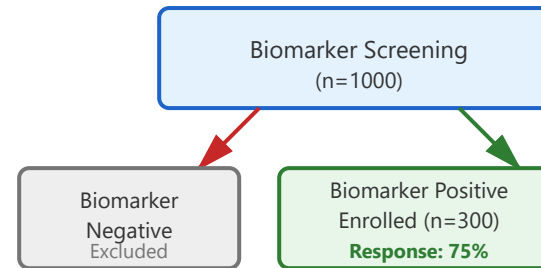 Biomarker Screening
(n=1000)
Biomarker
Negative
Excluded
Biomarker Positive
Enrolled (n=300)
Response: 75%